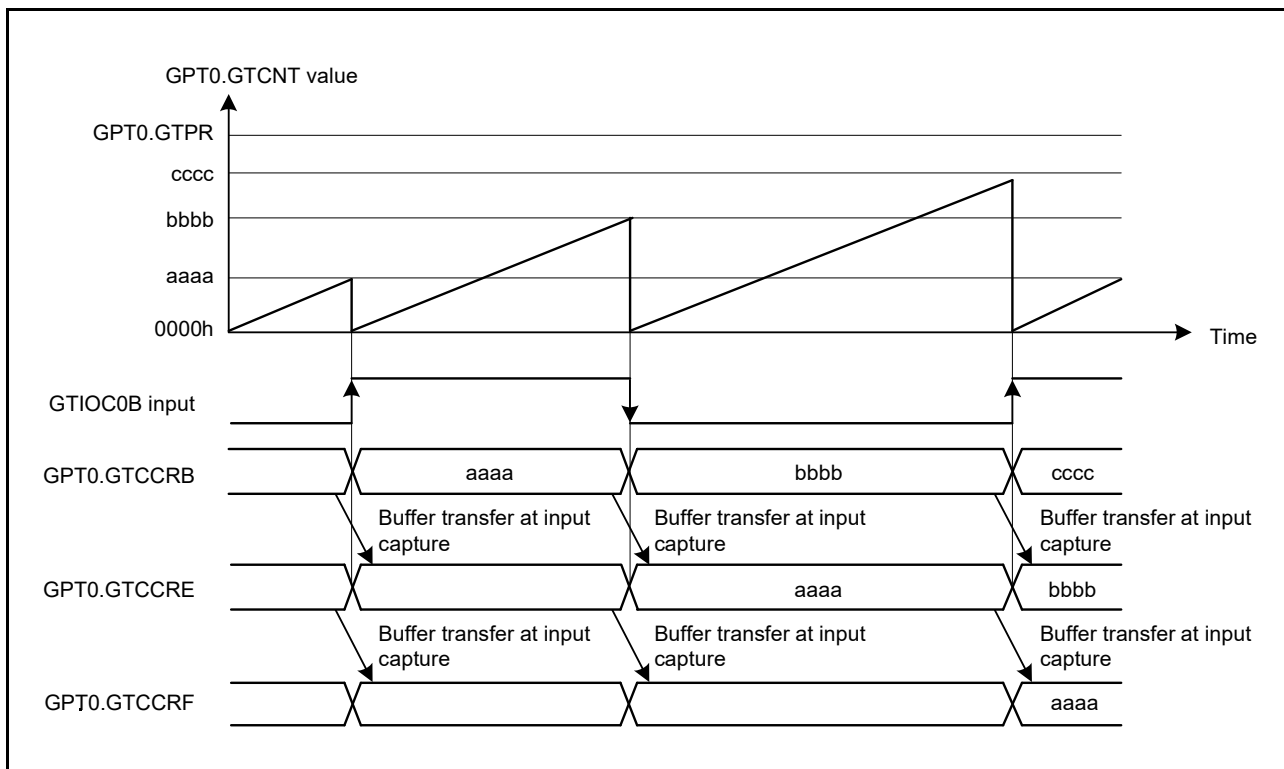 GPT0.GTCNT value
GPT0.GTPR
cccc
bbbb
aaaa
0000h
Time
GTIOC0B input
GPT0.GTCCRB
aaaa
bbbb
cccc
Buffer transfer at input
capture
Buffer transfer at input
capture
Buffer transfer at input
capture
GPT0.GTCCRE
aaaa
bbbb
Buffer transfer at input
capture
Buffer transfer at input
capture
Buffer transfer at input
capture
GPT0.GTCCRF
aaaa